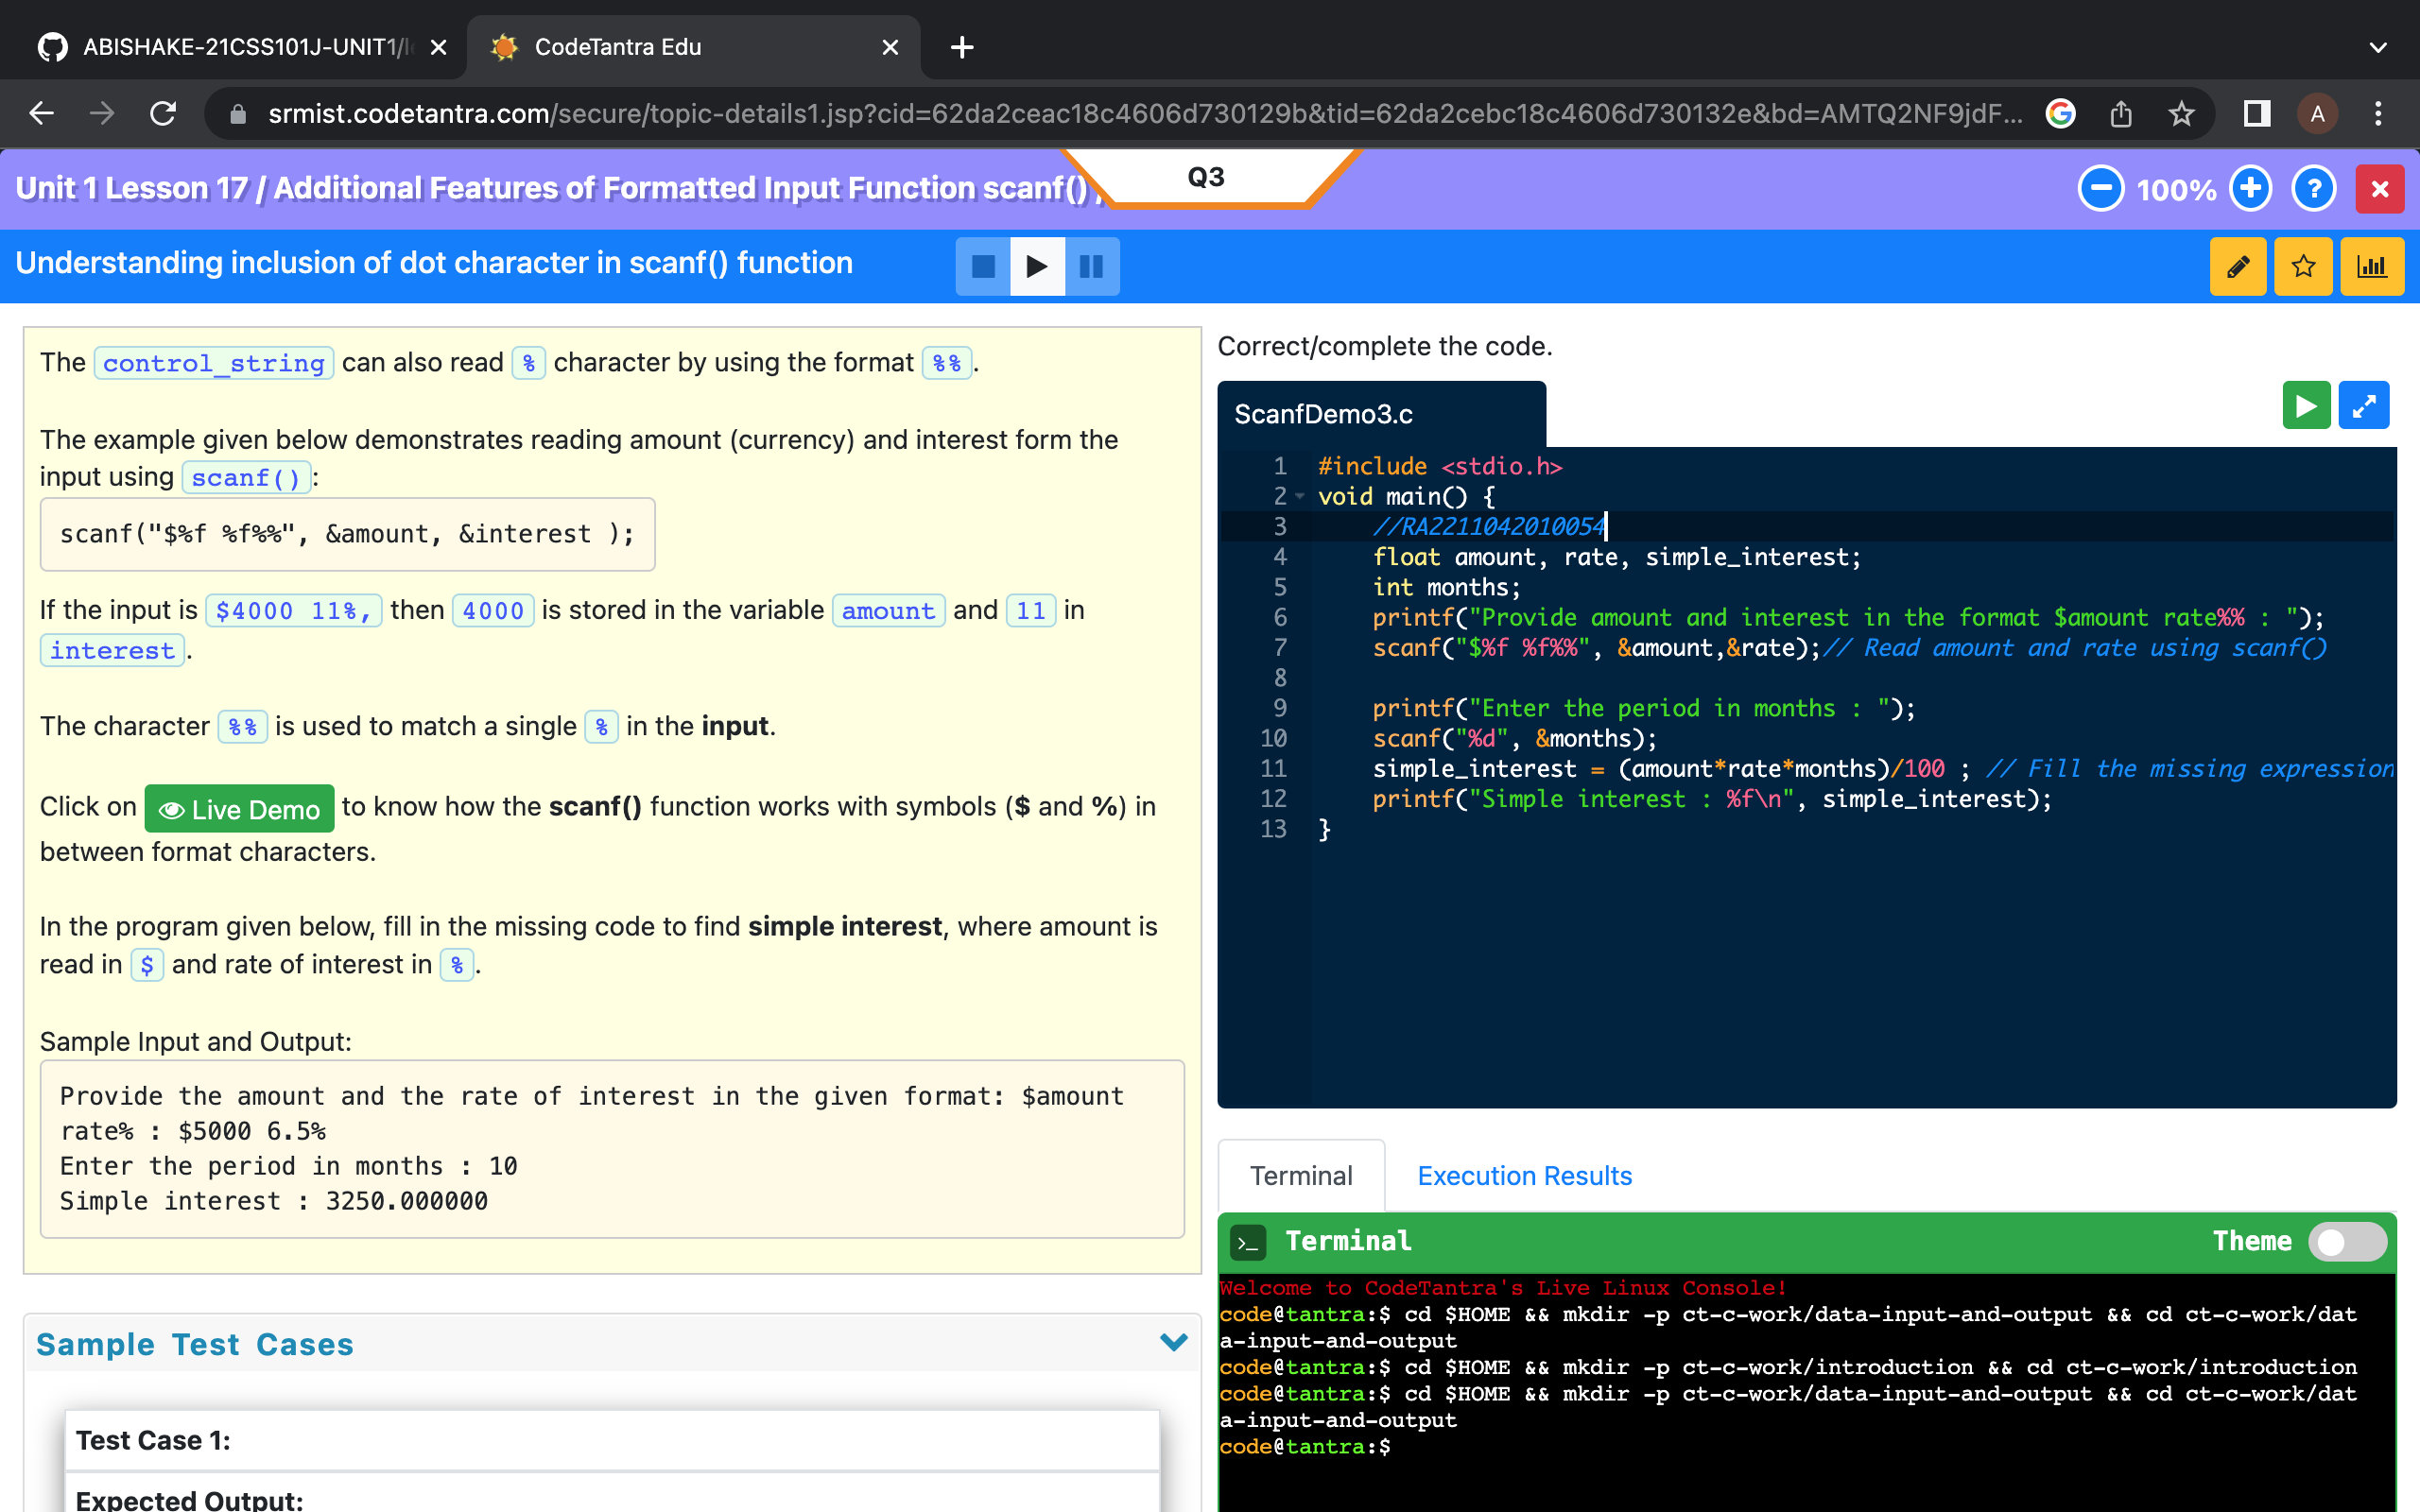 ABISHAKE-21CSS101J-UNIT1/l
CodeTantra Edu
srmist.codetantra.com/secure/topic-details1.jsp?cid=62da2ceac18c4606d730129b&tid=62da2cebc18c4606d730132e&bd=AMTQ2NF9jdF...
A
Unit 1 Lesson 17 / Additional Features of Formatted Input Function scanf() /
Q3
100%
?
Understanding inclusion of dot character in scanf() function
The control_string can also read % character by using the format %%.
The example given below demonstrates reading amount (currency) and interest form the
input using scanf():
scanf("$%f %f%%", &amount, &interest );
If the input is $4000 11%, then 4000 is stored in the variable amount and 11 in
interest.
The character %% is used to match a single % in the input.
Click on Live Demo to know how the scanf() function works with symbols ($ and %) in
between format characters.
In the program given below, fill in the missing code to find simple interest, where amount is
read in $ and rate of interest in %.
Sample Input and Output:
Provide the amount and the rate of interest in the given format: $amount
rate% : $5000 6.5%
Enter the period in months : 10
Simple interest : 3250.000000
Sample Test Cases
Test Case 1:
Expected Output:
Correct/complete the code.
ScanfDemo3.c
1 #include <stdio.h>
2 void main() {
3 //RA2211042010054
4 float amount, rate, simple_interest;
5 int months;
6 printf("Provide amount and interest in the format $amount rate%% : ");
7 scanf("$%f %f%%", &amount,&rate);// Read amount and rate using scanf()
8
9 printf("Enter the period in months : ");
10 scanf("%d", &months);
11 simple_interest = (amount*rate*months)/100 ; // Fill the missing expression
12 printf("Simple interest : %f\n", simple_interest);
13 }
Terminal
Execution Results
>_ Terminal
Theme
Welcome to CodeTantra's Live Linux Console!
code@tantra:$ cd $HOME && mkdir -p ct-c-work/data-input-and-output && cd ct-c-work/dat
a-input-and-output
code@tantra:$ cd $HOME && mkdir -p ct-c-work/introduction && cd ct-c-work/introduction
code@tantra:$ cd $HOME && mkdir -p ct-c-work/data-input-and-output && cd ct-c-work/dat
a-input-and-output
code@tantra:$